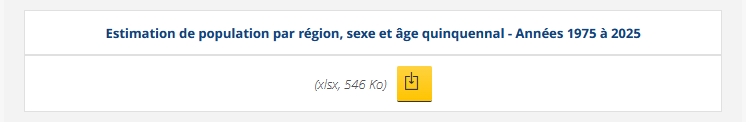 Estimation de population par région, sexe et âge quinquennal - Années 1975 à 2025
(xlsx, 546 Ko)